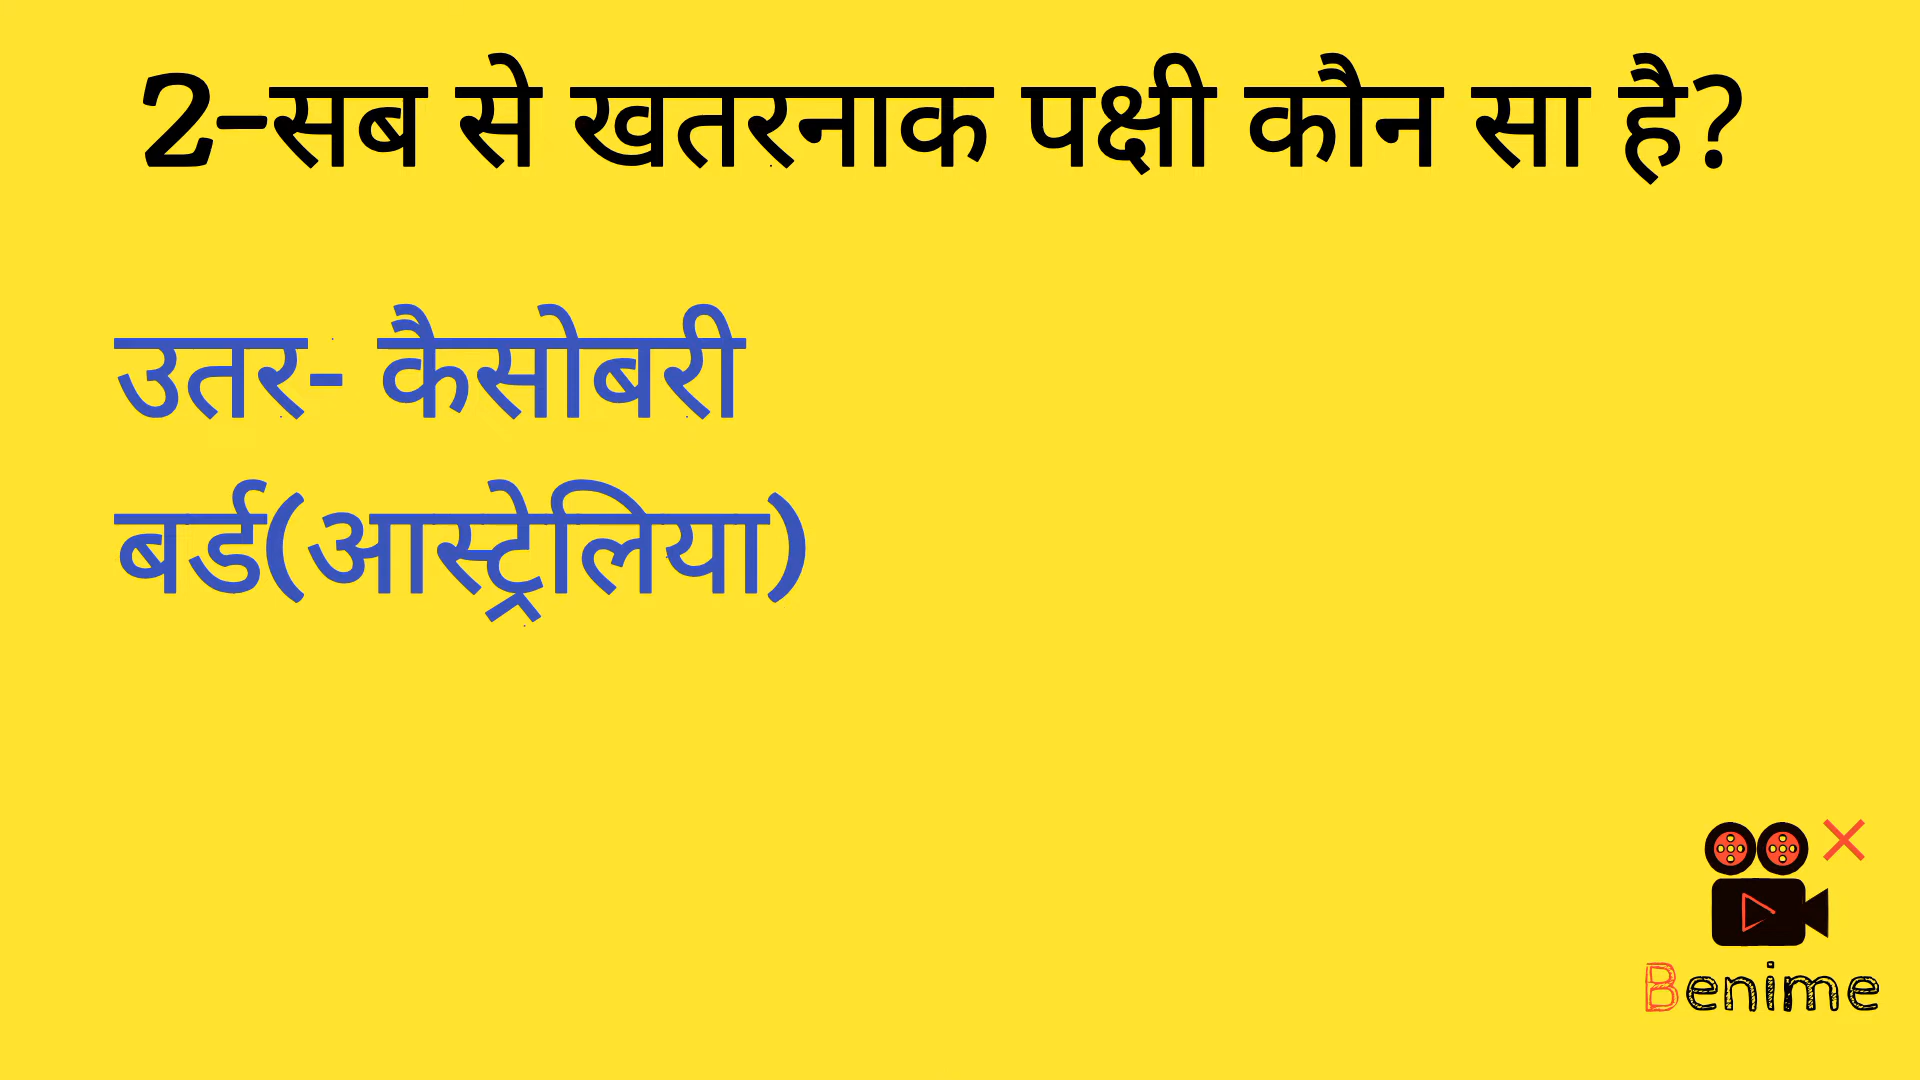 2-सब से खतरनाक पक्षी कौन सा है?
उतर- कैसोबरी
बर्ड(आस्ट्रेलिया)
Benime